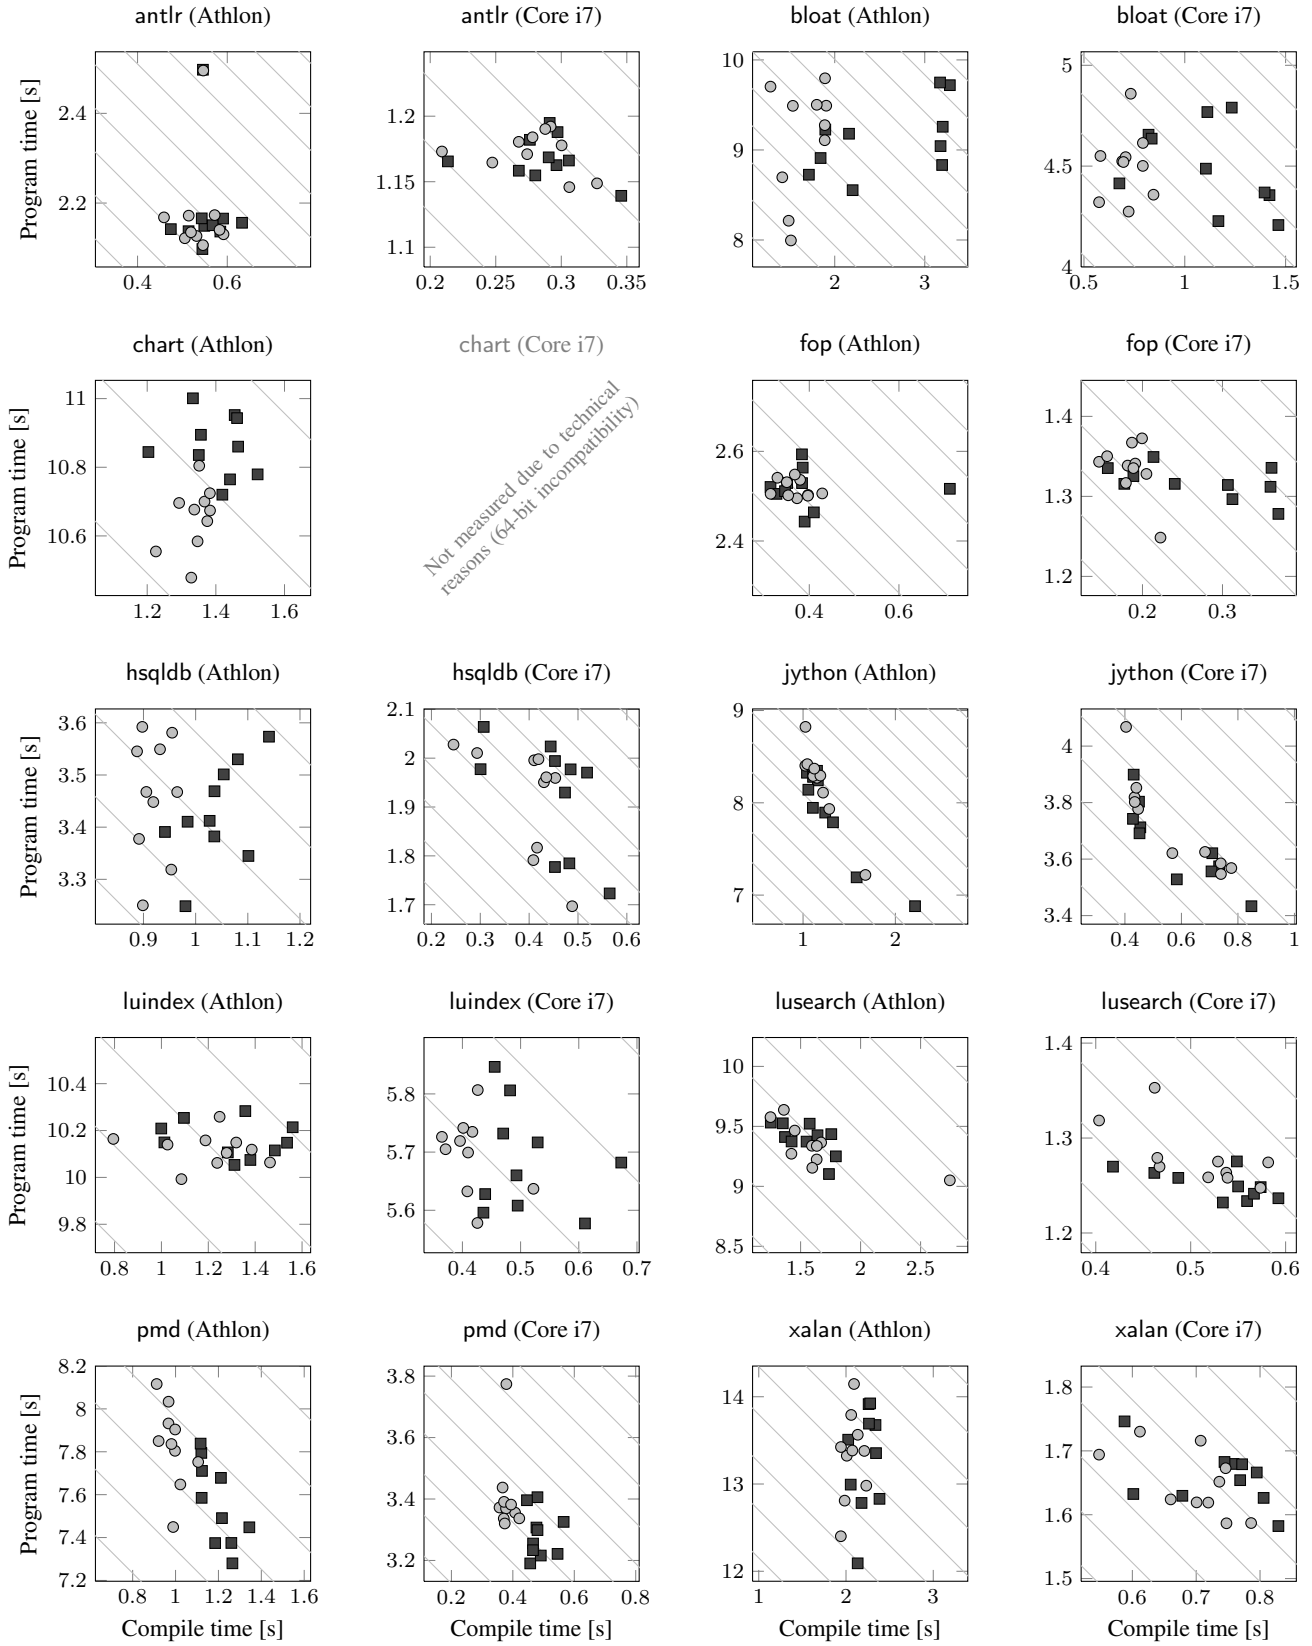 antlr (Athlon)
antlr (Core i7)
bloat (Athlon)
bloat (Core i7)
Program time [s]
2.4
2.2
0.4 0.6
1.2
1.15
1.1
0.2 0.25 0.3 0.35
10
9
8
2 3
5
4.5
4
0.5 1 1.5
chart (Athlon)
chart (Core i7)
fop (Athlon)
fop (Core i7)
Program time [s]
11
10.8
10.6
1.2 1.4 1.6
Not measured due to technical
reasons (64-bit incompatibility)
2.6
2.4
0.4 0.6
1.4
1.3
1.2
0.2 0.3
hsqldb (Athlon)
hsqldb (Core i7)
jython (Athlon)
jython (Core i7)
Program time [s]
3.6
3.5
3.4
3.3
0.9 1 1.1 1.2
2.1
2
1.9
1.8
1.7
0.2 0.3 0.4 0.5 0.6
9
8
7
1 2
4
3.8
3.6
3.4
0.4 0.6 0.8 1
luindex (Athlon)
luindex (Core i7)
lusearch (Athlon)
lusearch (Core i7)
Program time [s]
10.4
10.2
10
9.8
0.8 1 1.2 1.4 1.6
5.8
5.7
5.6
0.4 0.5 0.6 0.7
10
9.5
9
8.5
1.5 2 2.5
1.4
1.3
1.2
0.4 0.5 0.6
pmd (Athlon)
pmd (Core i7)
xalan (Athlon)
xalan (Core i7)
Program time [s]
8.2
8
7.8
7.6
7.4
7.2
0.8 1 1.2 1.4 1.6
Compile time [s]
3.8
3.6
3.4
3.2
0.2 0.4 0.6 0.8
Compile time [s]
14
13
12
1 2 3
Compile time [s]
1.8
1.7
1.6
1.5
0.6 0.7 0.8
Compile time [s]